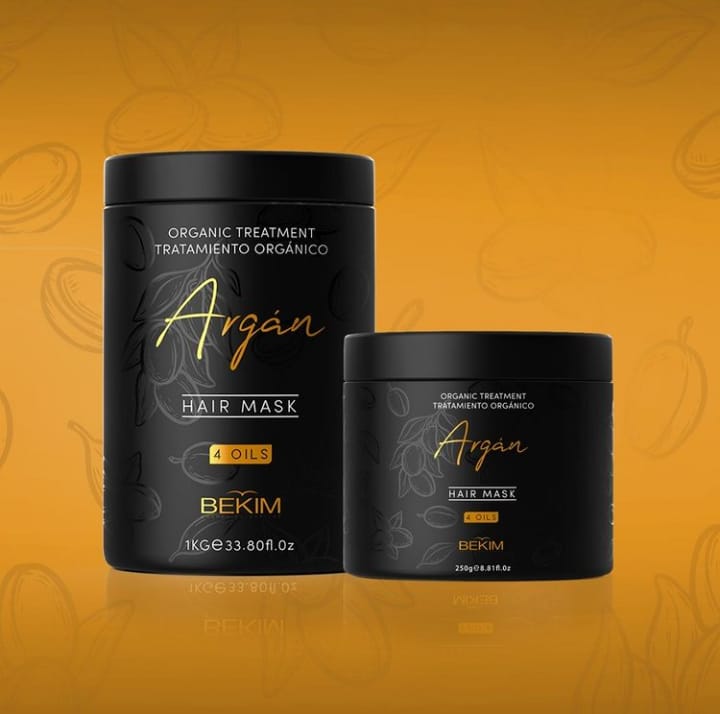 ORGANIC TREATMENT
TRATAMIENTO ORGÁNICO
Argán
HAIR MASK
4 OILS
BEKIM
1KG℮33.80fl.0z
ORGANIC TREATMENT
TRATAMIENTO ORGÁNICO
Argán
HAIR MASK
4 OILS
BEKIM
250g℮8.81fl.0z